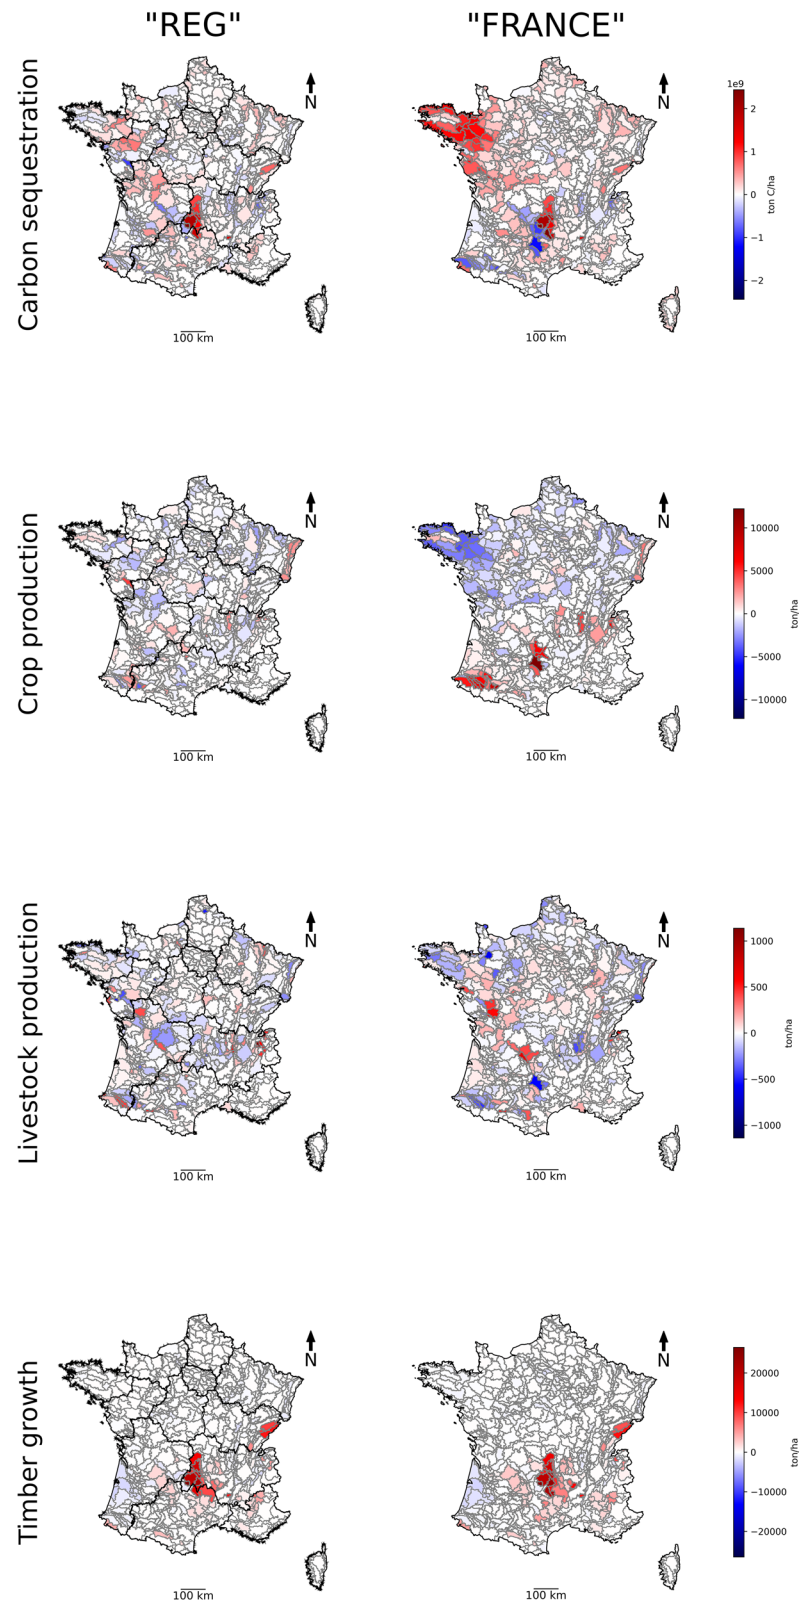 "REG" "FRANCE"
Carbon sequestration
N
N
100 km
100 km
1e9
2
1
0
−1
−2
ton C/ha
Crop production
N
N
100 km
100 km
10000
5000
0
−5000
−10000
ton/ha
Livestock production
N
N
100 km
100 km
1000
500
0
−500
−1000
ton/ha
Timber growth
N
N
100 km
100 km
20000
10000
0
−10000
−20000
ton/ha